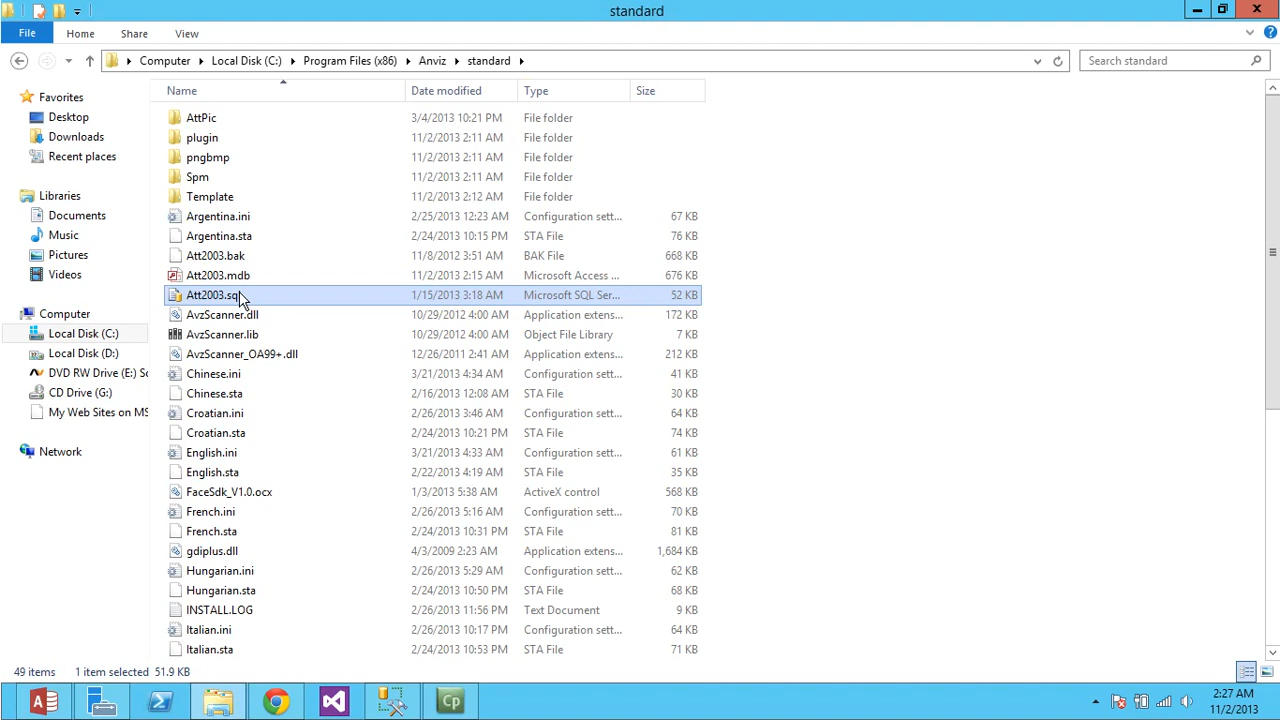 standard
File Home Share View
Computer Local Disk (C:) Program Files (x86) Anviz standard Search standard
Favorites
Desktop
Downloads
Recent places
Libraries
Documents
Music
Pictures
Videos
Computer
Local Disk (C:)
Local Disk (D:)
DVD RW Drive (E:) Sc
CD Drive (G:)
My Web Sites on MS
Network
Name Date modified Type Size
AttPic 3/4/2013 10:21 PM File folder
plugin 11/2/2013 2:11 AM File folder
pngbmp 11/2/2013 2:11 AM File folder
Spm 11/2/2013 2:11 AM File folder
Template 11/2/2013 2:12 AM File folder
Argentina.ini 2/25/2013 12:23 AM Configuration sett... 67 KB
Argentina.sta 2/24/2013 10:15 PM STA File 76 KB
Att2003.bak 11/8/2012 3:51 AM BAK File 668 KB
Att2003.mdb 11/2/2013 2:15 AM Microsoft Access ... 676 KB
Att2003.sql 1/15/2013 3:18 AM Microsoft SQL Ser... 52 KB
AvzScanner.dll 10/29/2012 4:00 AM Application extens... 172 KB
AvzScanner.lib 10/29/2012 4:00 AM Object File Library 7 KB
AvzScanner_OA99+.dll 12/26/2011 2:41 AM Application extens... 212 KB
Chinese.ini 3/21/2013 4:34 AM Configuration sett... 41 KB
Chinese.sta 2/16/2013 12:08 AM STA File 30 KB
Croatian.ini 2/26/2013 3:46 AM Configuration sett... 64 KB
Croatian.sta 2/24/2013 10:21 PM STA File 74 KB
English.ini 3/21/2013 4:33 AM Configuration sett... 61 KB
English.sta 2/22/2013 4:19 AM STA File 35 KB
FaceSdk_V1.0.ocx 1/3/2013 5:38 AM ActiveX control 568 KB
French.ini 2/26/2013 5:16 AM Configuration sett... 70 KB
French.sta 2/24/2013 10:31 PM STA File 81 KB
gdiplus.dll 4/3/2009 2:23 AM Application extens... 1,684 KB
Hungarian.ini 2/26/2013 5:29 AM Configuration sett... 62 KB
Hungarian.sta 2/24/2013 10:50 PM STA File 68 KB
INSTALL.LOG 2/26/2013 11:56 PM Text Document 9 KB
Italian.ini 2/26/2013 10:17 PM Configuration sett... 64 KB
Italian.sta 2/24/2013 10:53 PM STA File 71 KB
49 items 1 item selected 51.9 KB
Cp
2:27 AM
11/2/2013